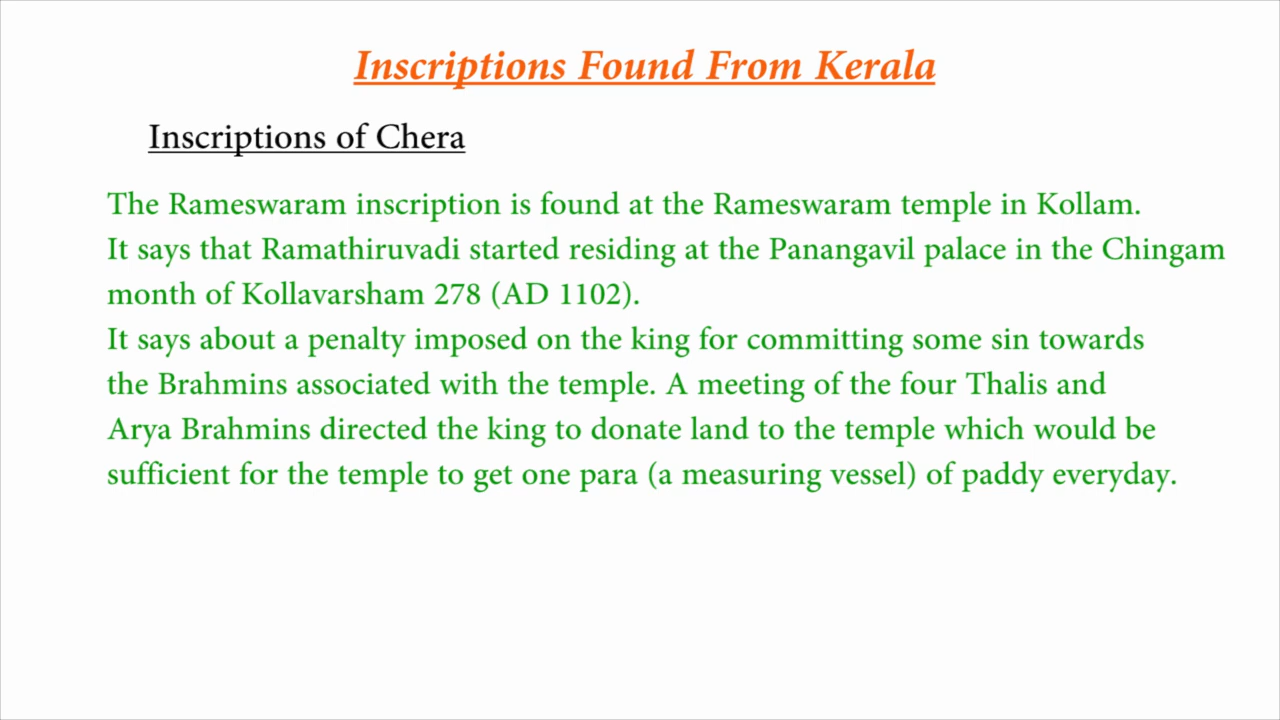 Inscriptions Found From Kerala
Inscriptions of Chera
The Rameswaram inscription is found at the Rameswaram temple in Kollam.
It says that Ramathiruvadi started residing at the Panangavil palace in the Chingam
month of Kollavarsham 278 (AD 1102).
It says about a penalty imposed on the king for committing some sin towards
the Brahmins associated with the temple. A meeting of the four Thalis and
Arya Brahmins directed the king to donate land to the temple which would be
sufficient for the temple to get one para (a measuring vessel) of paddy everyday.